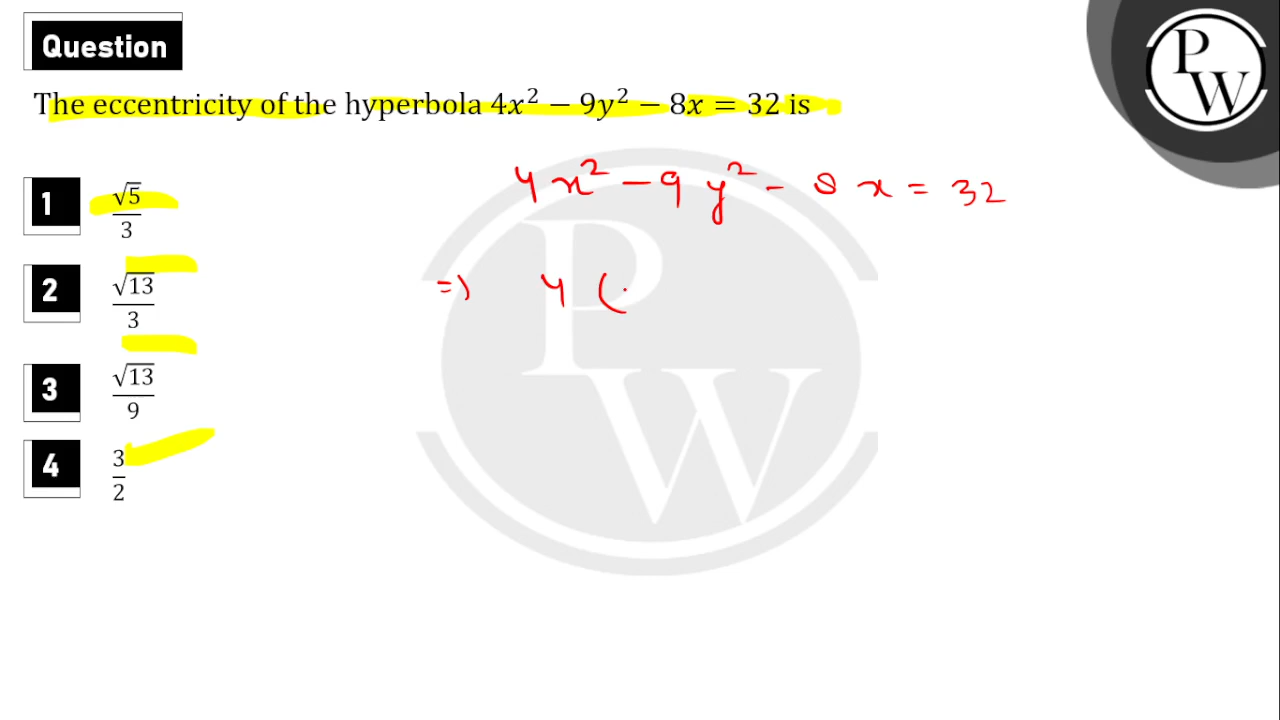 Question
P
W
The eccentricity of the hyperbola 4x² − 9y² − 8x = 32 is
4x² − 9y² − 8x = 32
1 √5/3
⇒ 4 (
2 √13/3
3 √13/9
4 3/2
P
W